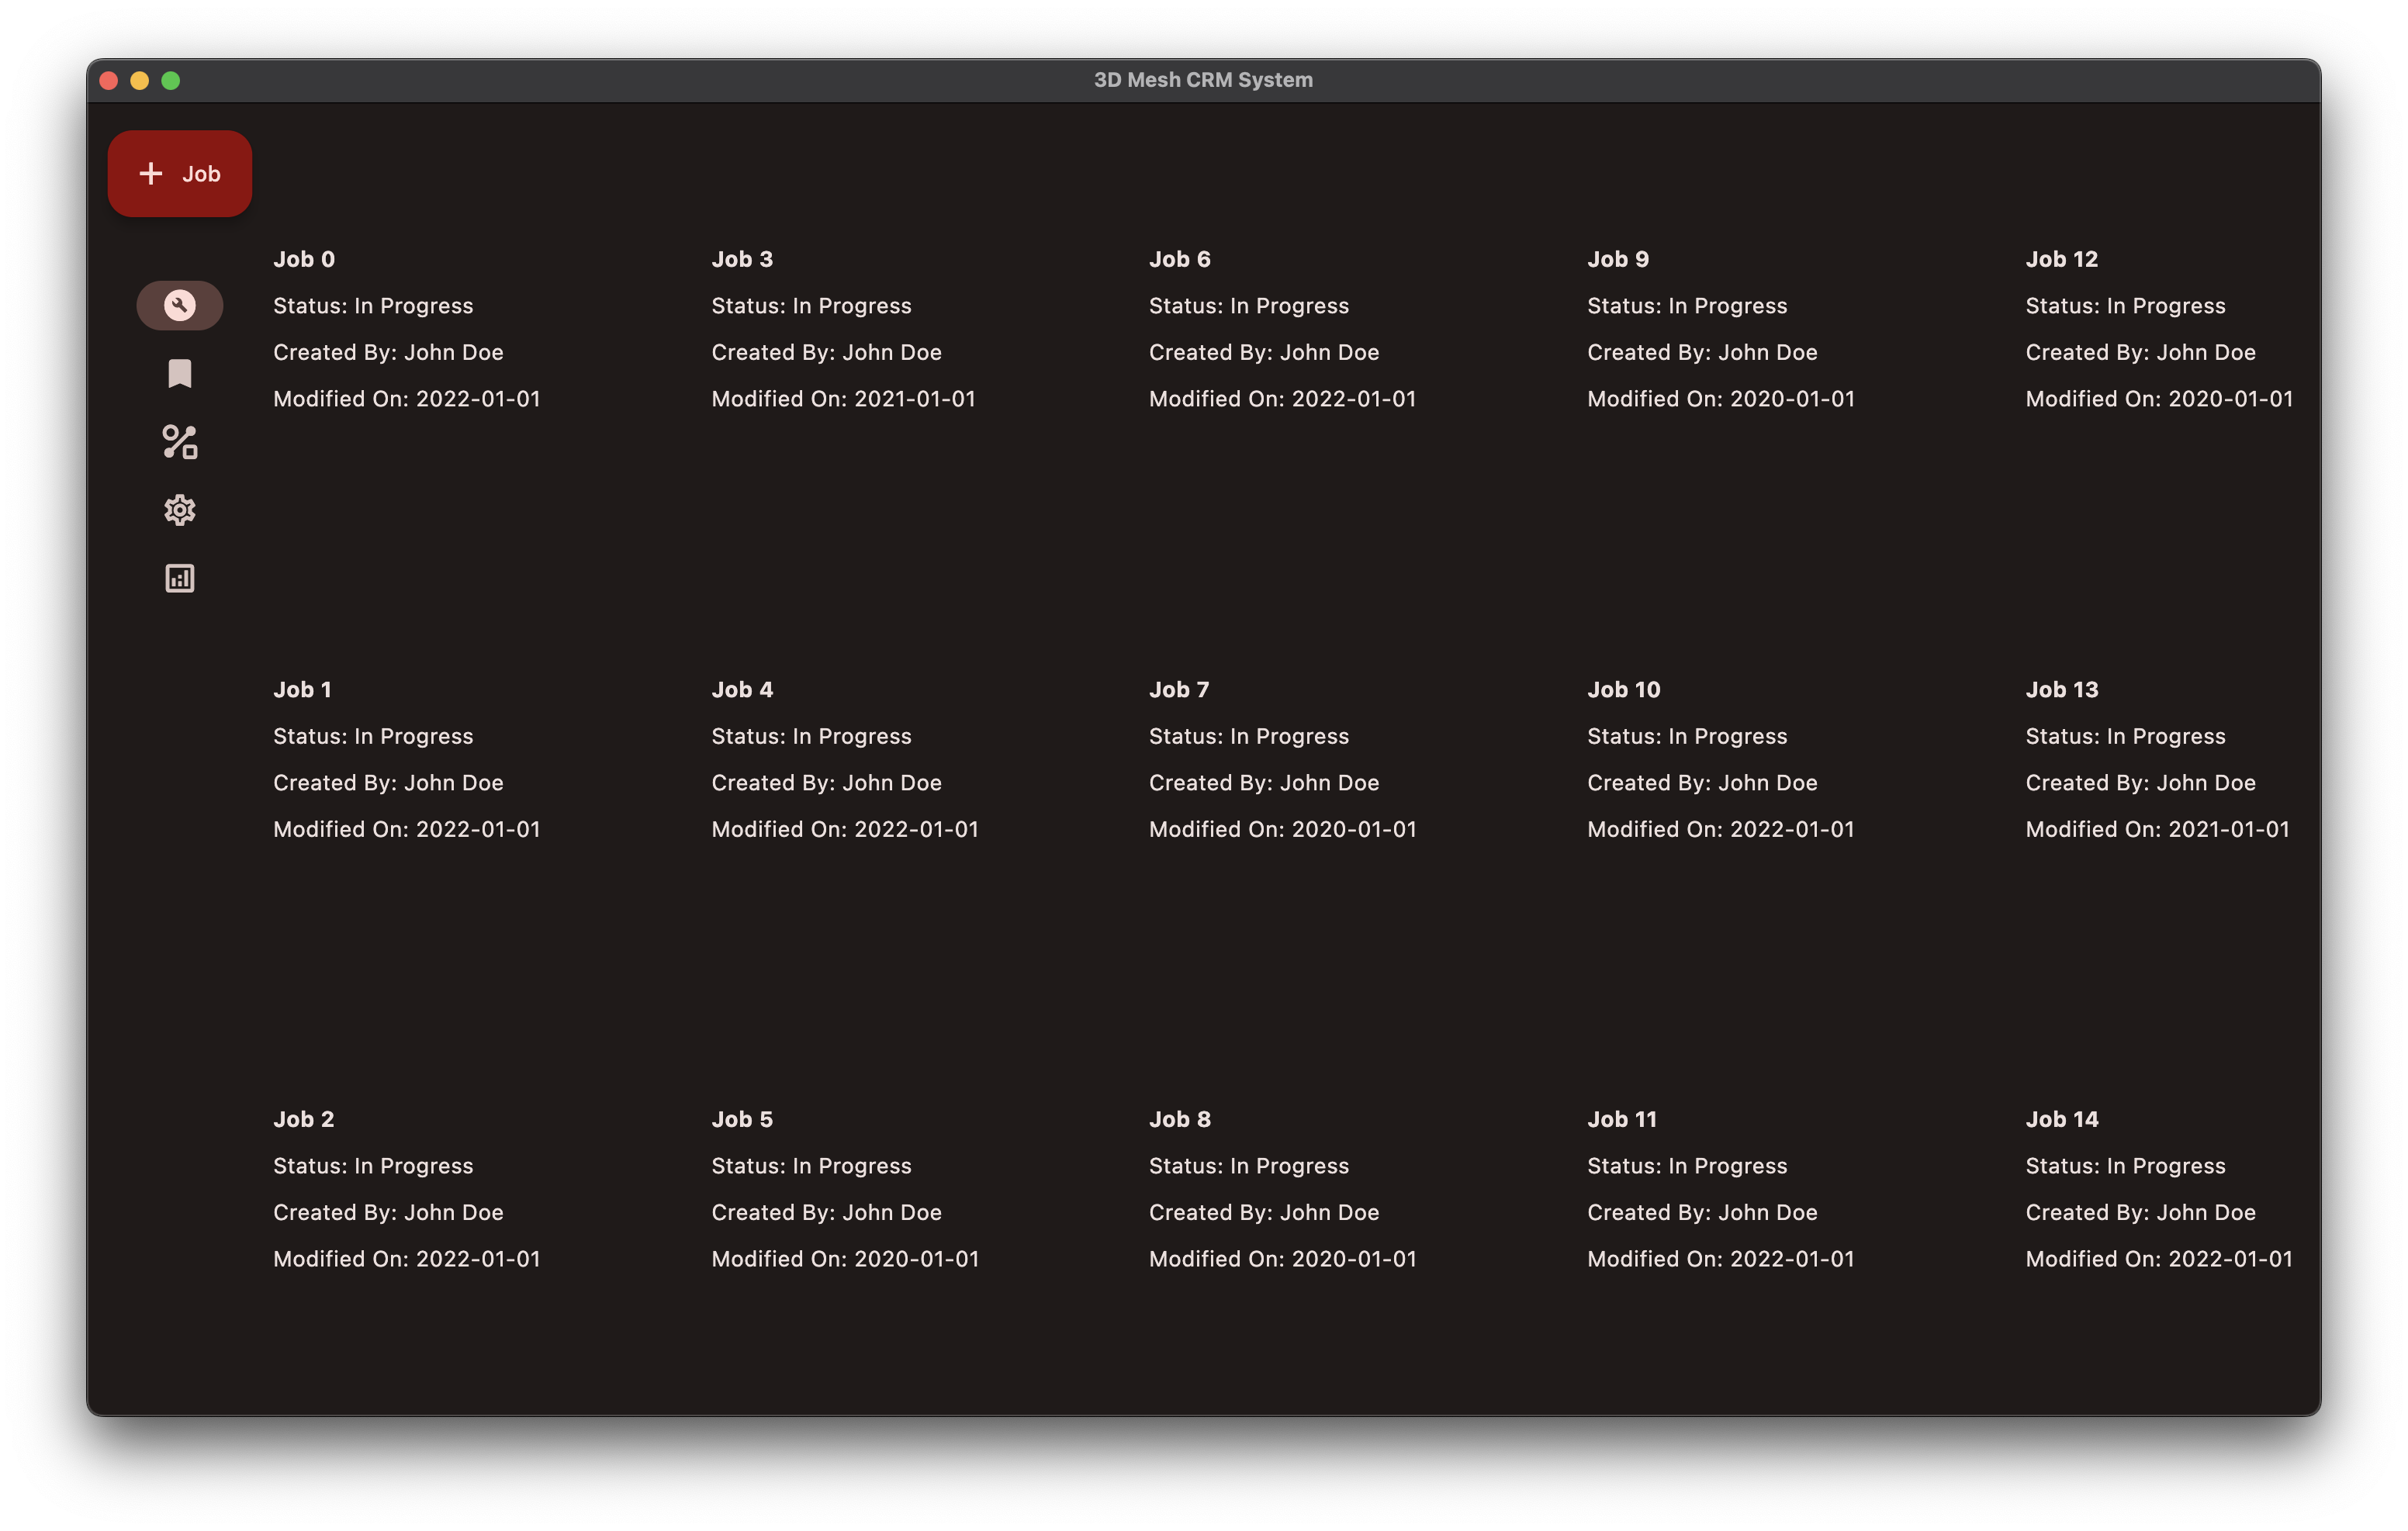 3D Mesh CRM System
+ Job
Job 0
Status: In Progress
Created By: John Doe
Modified On: 2022-01-01
Job 3
Status: In Progress
Created By: John Doe
Modified On: 2021-01-01
Job 6
Status: In Progress
Created By: John Doe
Modified On: 2022-01-01
Job 9
Status: In Progress
Created By: John Doe
Modified On: 2020-01-01
Job 12
Status: In Progress
Created By: John Doe
Modified On: 2020-01-01
Job 1
Status: In Progress
Created By: John Doe
Modified On: 2022-01-01
Job 4
Status: In Progress
Created By: John Doe
Modified On: 2022-01-01
Job 7
Status: In Progress
Created By: John Doe
Modified On: 2020-01-01
Job 10
Status: In Progress
Created By: John Doe
Modified On: 2022-01-01
Job 13
Status: In Progress
Created By: John Doe
Modified On: 2021-01-01
Job 2
Status: In Progress
Created By: John Doe
Modified On: 2022-01-01
Job 5
Status: In Progress
Created By: John Doe
Modified On: 2020-01-01
Job 8
Status: In Progress
Created By: John Doe
Modified On: 2020-01-01
Job 11
Status: In Progress
Created By: John Doe
Modified On: 2022-01-01
Job 14
Status: In Progress
Created By: John Doe
Modified On: 2022-01-01